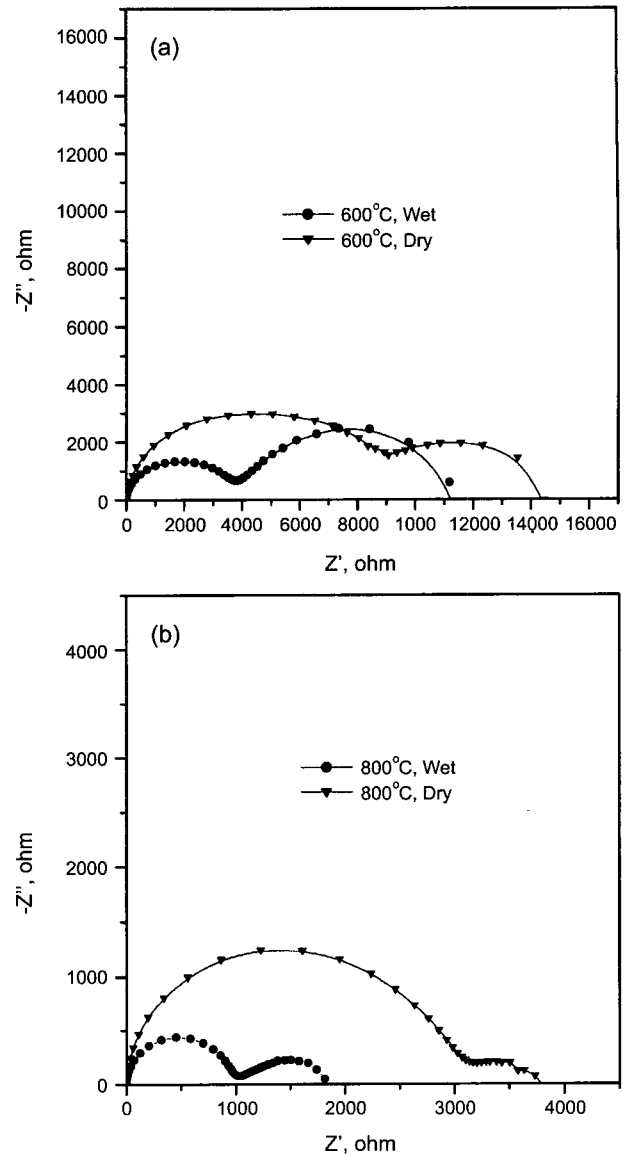 (a)
16000
14000
12000
10000
8000
6000
4000
2000
0
-Z", ohm
600°C, Wet
600°C, Dry
0 2000 4000 6000 8000 10000 12000 14000 16000
Z', ohm
(b)
4000
3000
2000
1000
0
-Z", ohm
800°C, Wet
800°C, Dry
0 1000 2000 3000 4000
Z', ohm